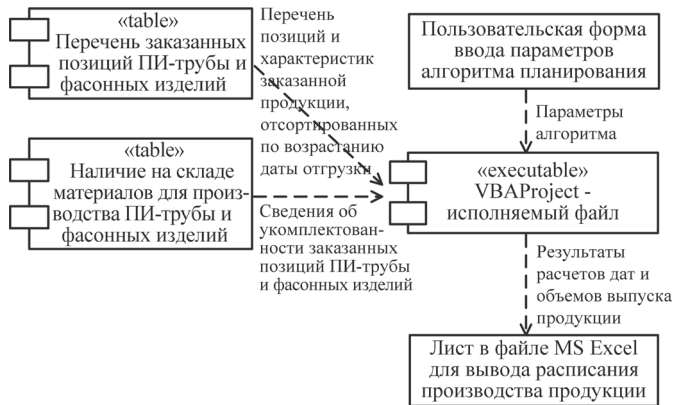 «table»
Перечень заказанных
позиций ПИ-трубы и
фасонных изделий
Перечень
позиций и
характеристик
заказанной
продукции,
отсортированных
по возрастанию
даты отгрузки
Пользовательская форма
ввода параметров
алгоритма планирования
Параметры
алгоритма
«table»
Наличие на складе
материалов для произ-
водства ПИ-трубы и
фасонных изделий
Сведения об
укомплектован-
ности заказанных
позиций ПИ-трубы
и фасонных изделий
«executable»
VBAProject -
исполняемый файл
Результаты
расчетов дат и
объемов выпуска
продукции
Лист в файле MS Excel
для вывода расписания
производства продукции